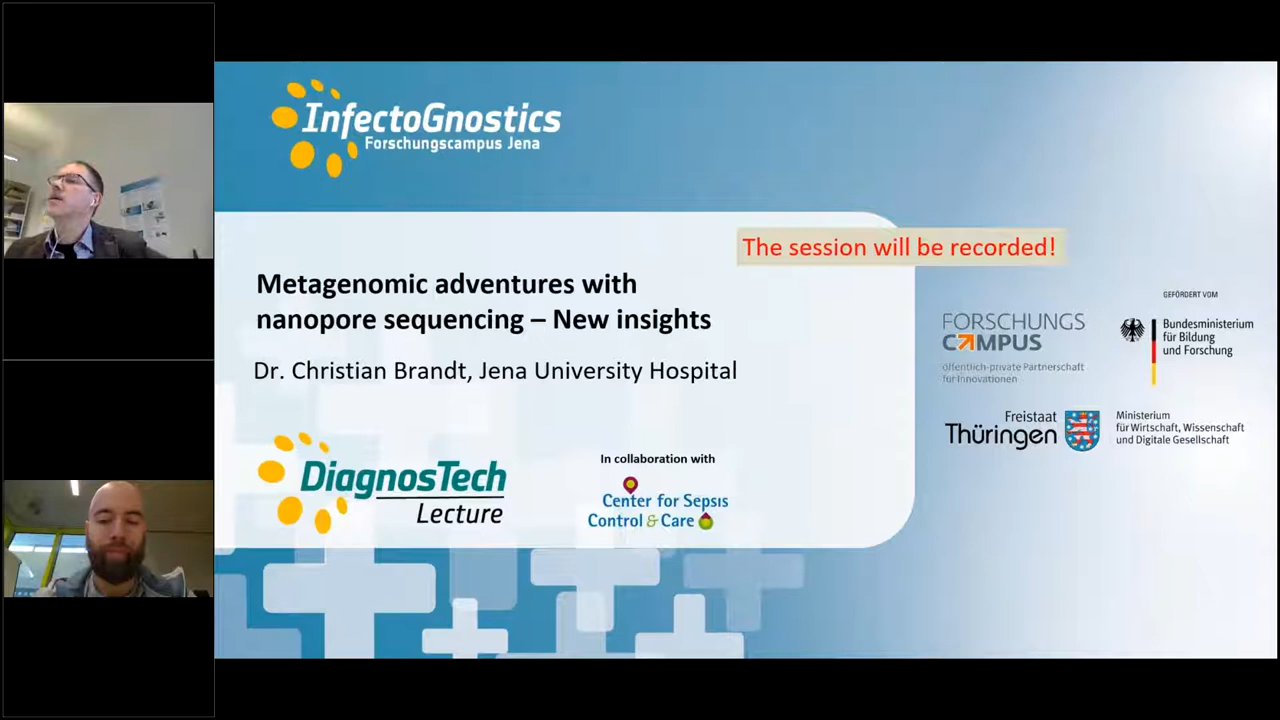 InfectoGnostics
Forschungscampus Jena
The session will be recorded!
Metagenomic adventures with
nanopore sequencing – New insights
Dr. Christian Brandt, Jena University Hospital
DiagnosTech
Lecture
In collaboration with
Center for Sepsis
Control & Care
GEFÖRDERT VOM
FORSCHUNGS
CAMPUS
öffentlich-private Partnerschaft
für Innovationen
Bundesministerium
für Bildung
und Forschung
Freistaat
Thüringen
Ministerium
für Wirtschaft, Wissenschaft
und Digitale Gesellschaft